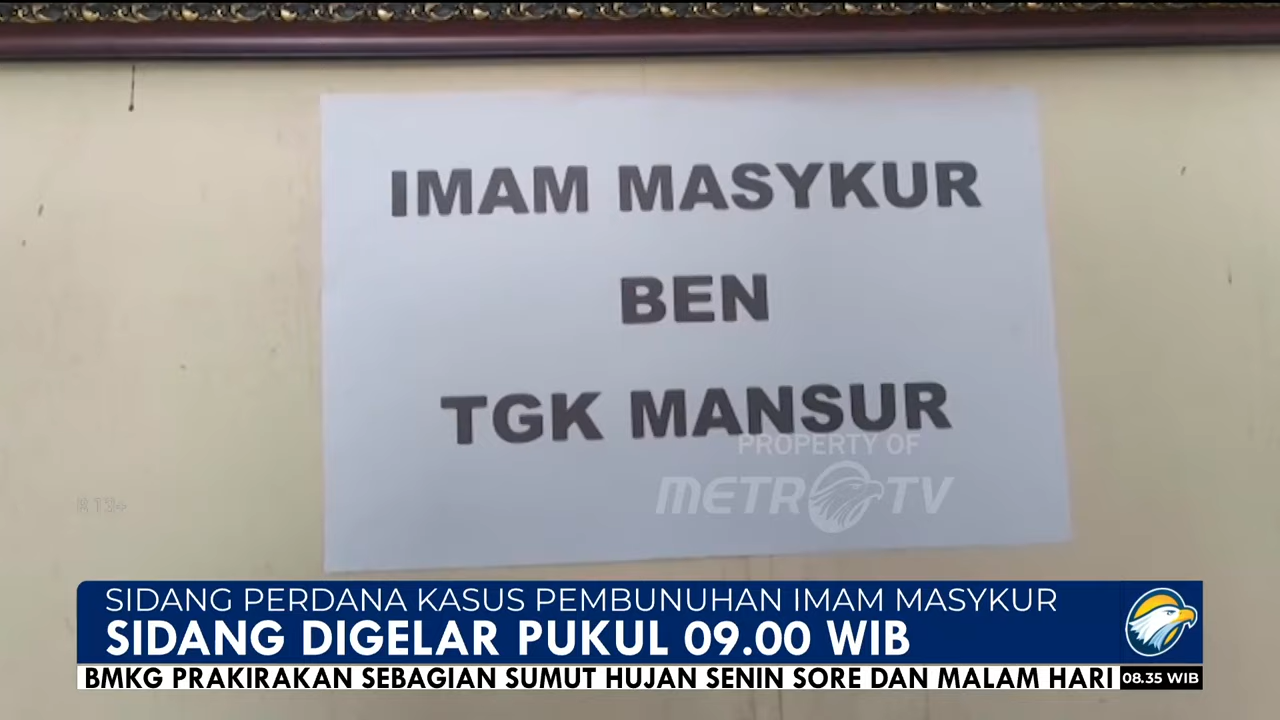 IMAM MASYKUR
BEN
TGK MANSUR
PROPERTY OF
METRO TV
R 13+
SIDANG PERDANA KASUS PEMBUNUHAN IMAM MASYKUR
SIDANG DIGELAR PUKUL 09.00 WIB
BMKG PRAKIRAKAN SEBAGIAN SUMUT HUJAN SENIN SORE DAN MALAM HARI
08.35 WIB